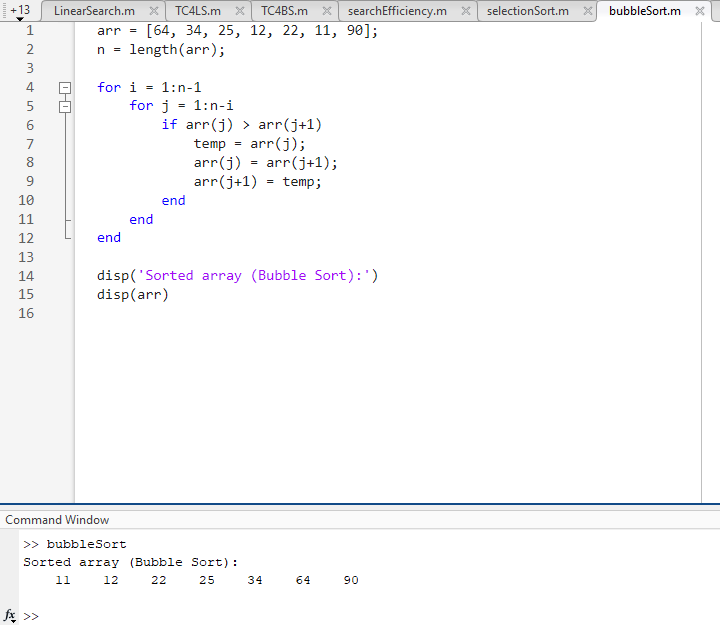 +13 LinearSearch.m TC4LS.m TC4BS.m searchEfficiency.m selectionSort.m bubbleSort.m
1 arr = [64, 34, 25, 12, 22, 11, 90];
2 n = length(arr);
3
4 for i = 1:n-1
5 for j = 1:n-i
6 if arr(j) > arr(j+1)
7 temp = arr(j);
8 arr(j) = arr(j+1);
9 arr(j+1) = temp;
10 end
11 end
12 end
13
14 disp('Sorted array (Bubble Sort):')
15 disp(arr)
16
Command Window
>> bubbleSort
Sorted array (Bubble Sort):
11 12 22 25 34 64 90
fx >>